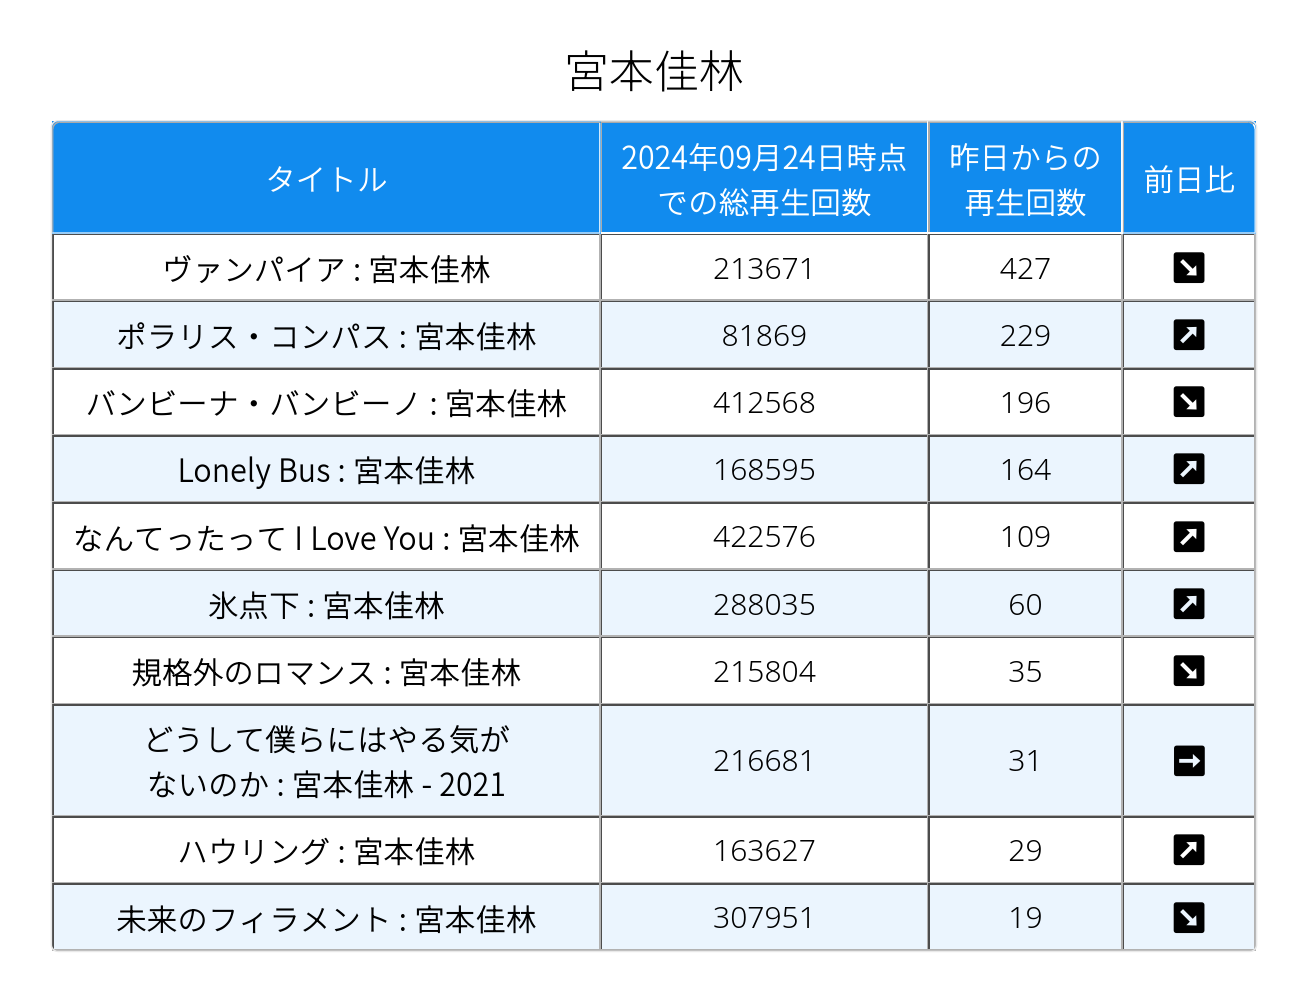 宮本佳林
タイトル
2024年09月24日時点
での総再生回数
昨日からの
再生回数
前日比
ヴァンパイア : 宮本佳林
213671
427
↘
ポラリス・コンパス : 宮本佳林
81869
229
↗
バンビーナ・バンビーノ : 宮本佳林
412568
196
↘
Lonely Bus : 宮本佳林
168595
164
↗
なんてったって I Love You : 宮本佳林
422576
109
↗
氷点下 : 宮本佳林
288035
60
↗
規格外のロマンス : 宮本佳林
215804
35
↘
どうして僕らにはやる気が
ないのか : 宮本佳林 - 2021
216681
31
→
ハウリング : 宮本佳林
163627
29
↗
未来のフィラメント : 宮本佳林
307951
19
↘